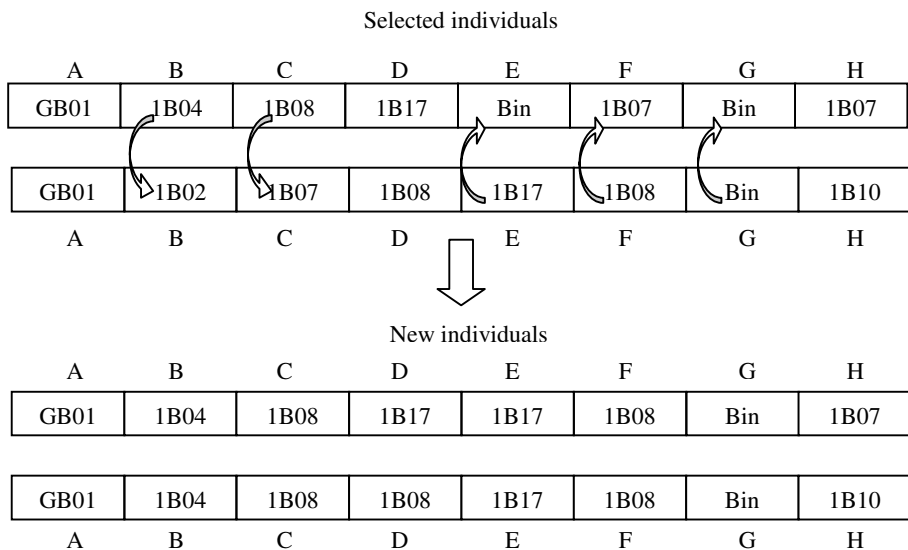 Selected individuals
A B C D E F G H
GB01 1B04 1B08 1B17 Bin 1B07 Bin 1B07
GB01 1B02 1B07 1B08 1B17 1B08 Bin 1B10
A B C D E F G H
New individuals
A B C D E F G H
GB01 1B04 1B08 1B17 1B17 1B08 Bin 1B07
GB01 1B04 1B08 1B08 1B17 1B08 Bin 1B10
A B C D E F G H